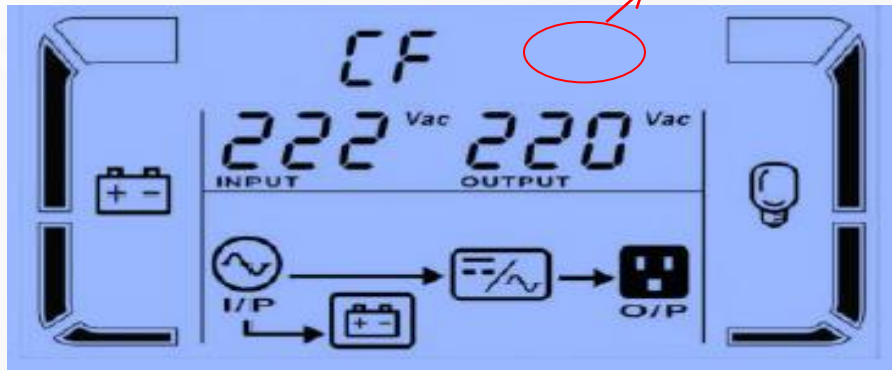 CF
222 Vac 220 Vac
INPUT OUTPUT
I/P
O/P